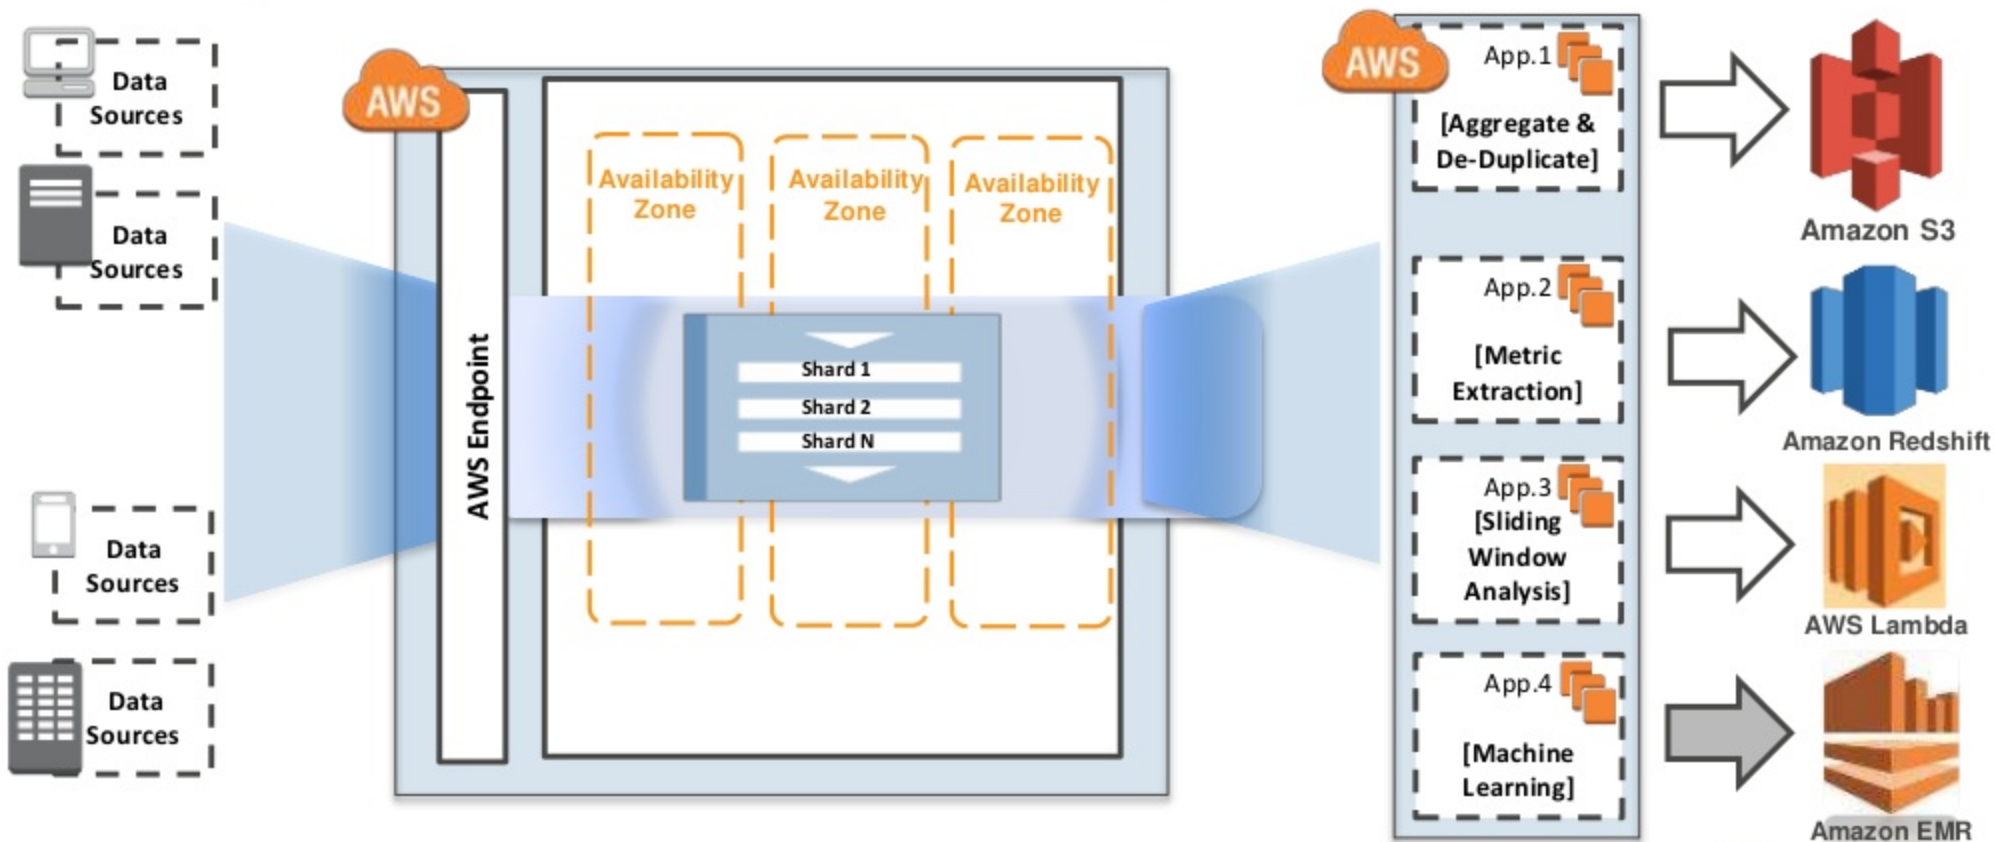 Data
Sources
Data
Sources
Data
Sources
Data
Sources
AWS
AWS Endpoint
Availability
Zone
Availability
Zone
Availability
Zone
Shard 1
Shard 2
Shard N
AWS
App.1
[Aggregate &
De-Duplicate]
App.2
[Metric
Extraction]
App.3
[Sliding
Window
Analysis]
App.4
[Machine
Learning]
Amazon S3
Amazon Redshift
AWS Lambda
Amazon EMR